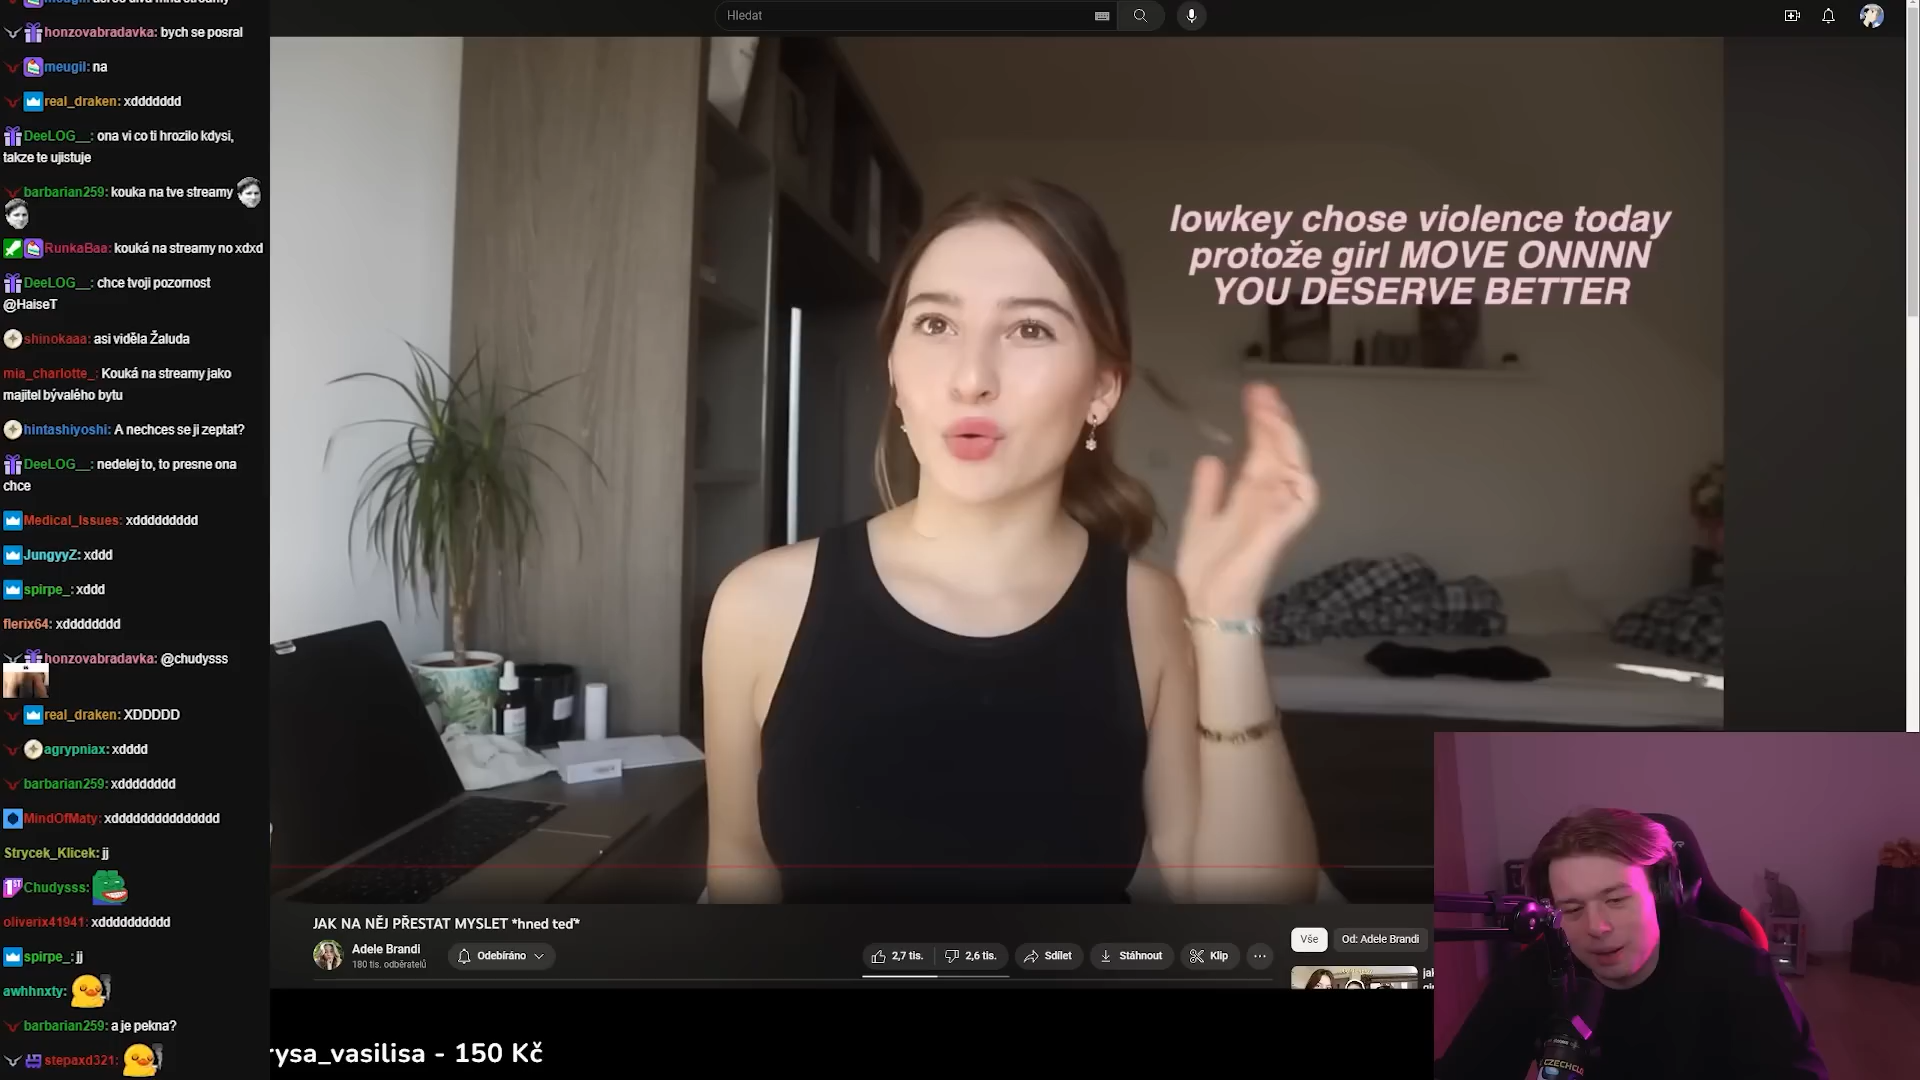 honzovabradavka: bych se posral
meugil: na
real_draken: xddddddd
DeeLOG__: ona vi co ti hrozilo kdysi,
takze te ujistuje
barbarian259: kouka na tve streamy
RunkaBaa: kouká na streamy no xdxd
DeeLOG__: chce tvoji pozornost
@HaiseT
shinokaaa: asi viděla Žaluda
mia_charlotte_: Kouká na streamy jako
majitel bývalého bytu
hintashiyoshi: A nechces se ji zeptat?
DeeLOG__: nedelej to, to presne ona
chce
Medical_Issues: xddddddddd
JungyyZ: xddd
spirpe_: xddd
flerix64: xdddddddd
honzovabradavka: @chudysss
real_draken: XDDDDD
agrypniax: xdddd
barbarian259: xdddddddd
MindOfMaty: xddddddddddddddd
Strycek_Klicek: jj
Chudysss:
oliverix41941: xdddddddddd
spirpe_: jj
awhhnxty:
barbarian259: a je pekna?
stepaxd321:
Hledat
lowkey chose violence today
protože girl MOVE ONNNN
YOU DESERVE BETTER
JAK NA NĚJ PŘESTAT MYSLET *hned teď*
Adele Brandi
180 tis. odběratelů
Odebíráno
2,7 tis.
2,6 tis.
Sdílet
Stáhnout
Klip
Vše
Od: Adele Brandi
rysa_vasilisa - 150 Kč